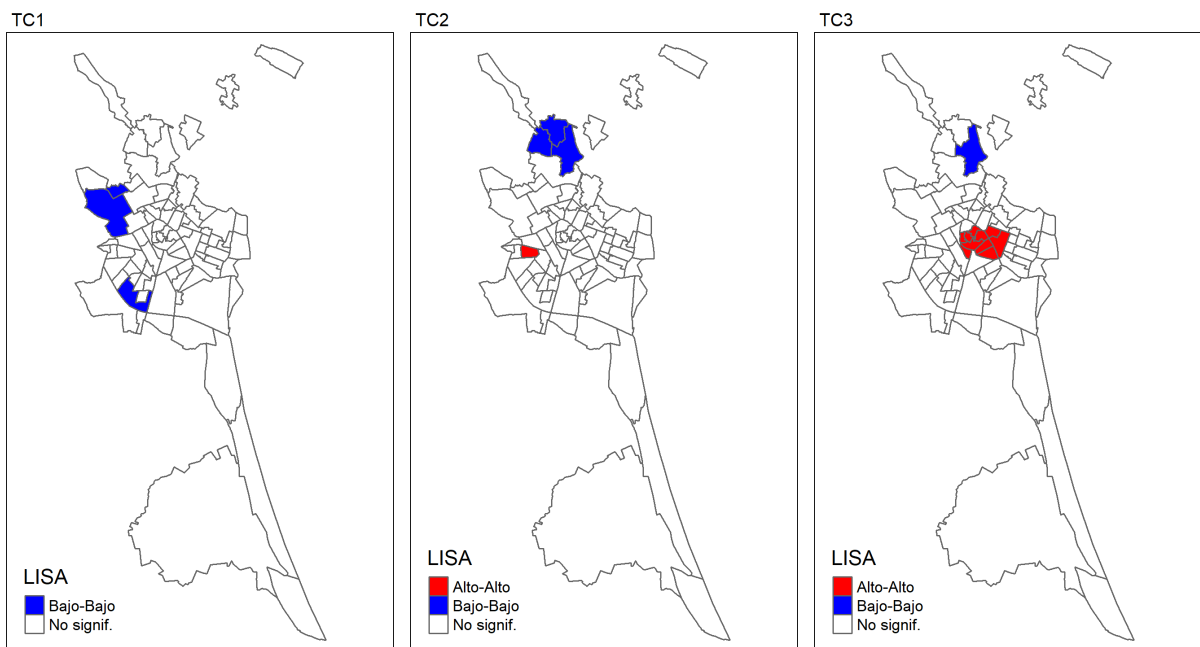 TC1
TC2
TC3
LISA
Bajo-Bajo
No signif.
LISA
Alto-Alto
Bajo-Bajo
No signif.
LISA
Alto-Alto
Bajo-Bajo
No signif.